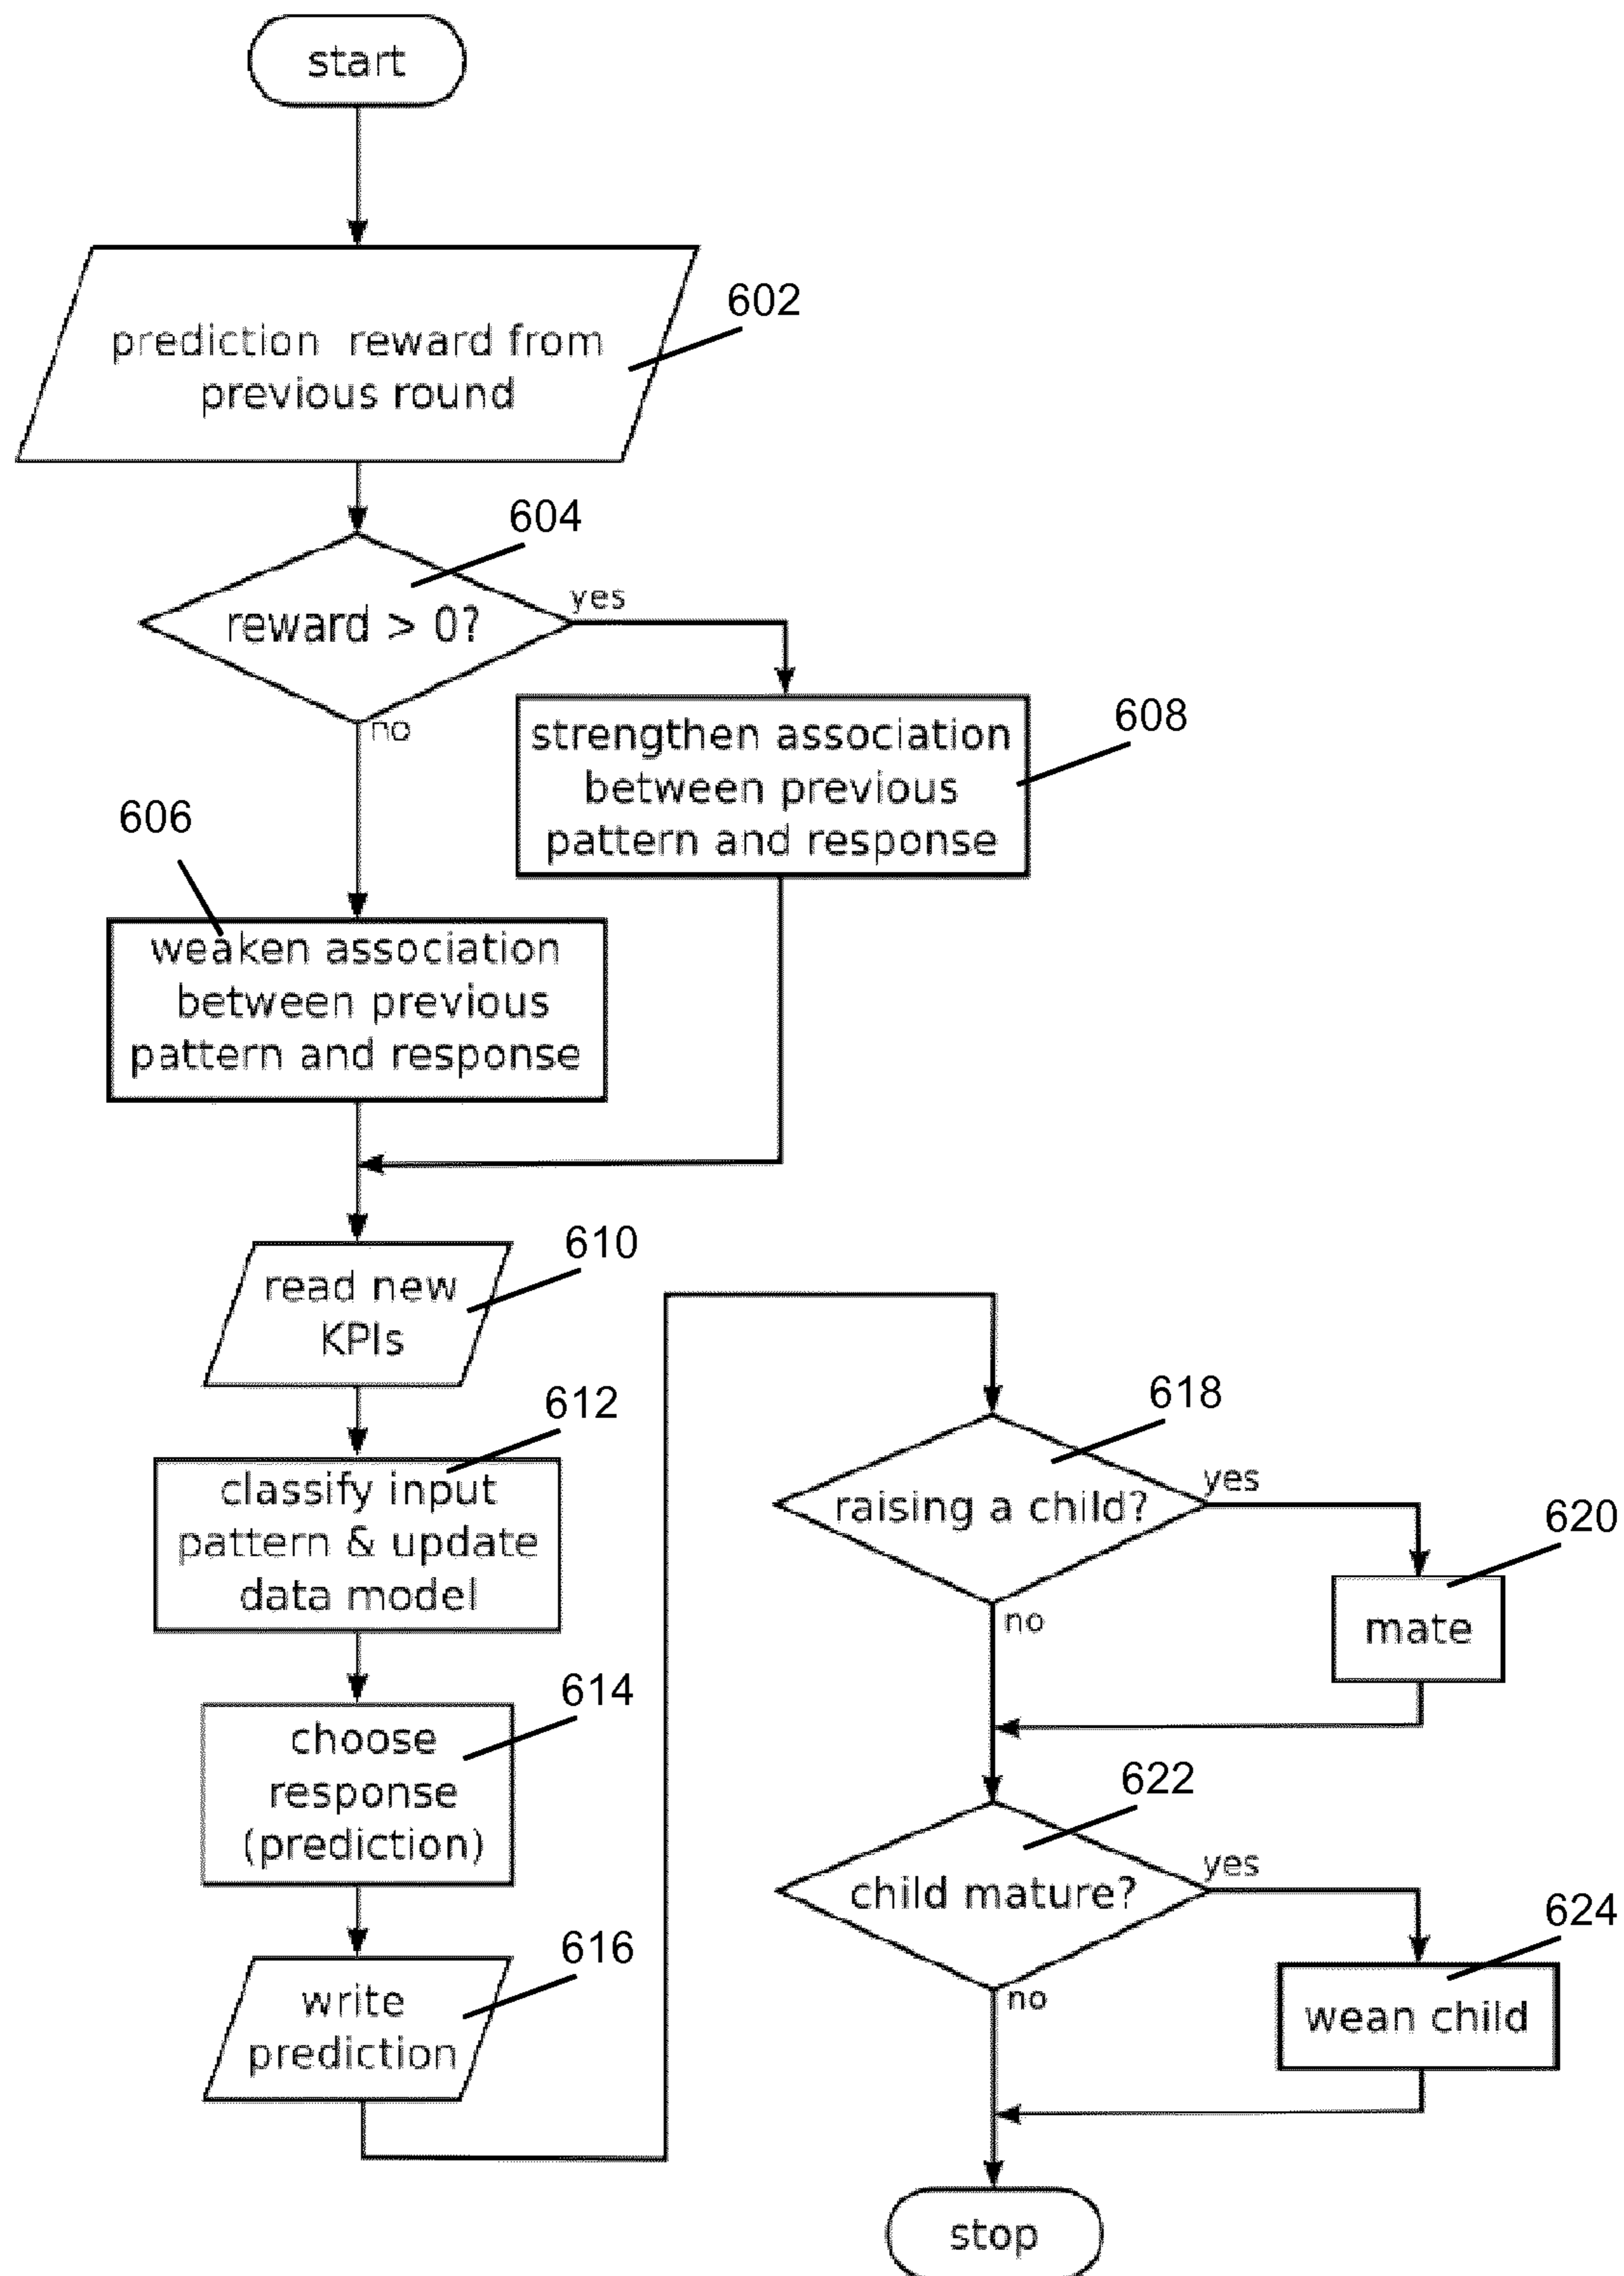 start
602
prediction reward from
previous round
604
reward > 0?
yes
no
608
strengthen association
between previous
pattern and response
606
weaken association
between previous
pattern and response
610
read new
KPIs
612
classify input
pattern & update
data model
614
choose
response
(prediction)
616
write
prediction
618
raising a child?
yes
no
620
mate
622
child mature?
yes
no
624
wean child
stop